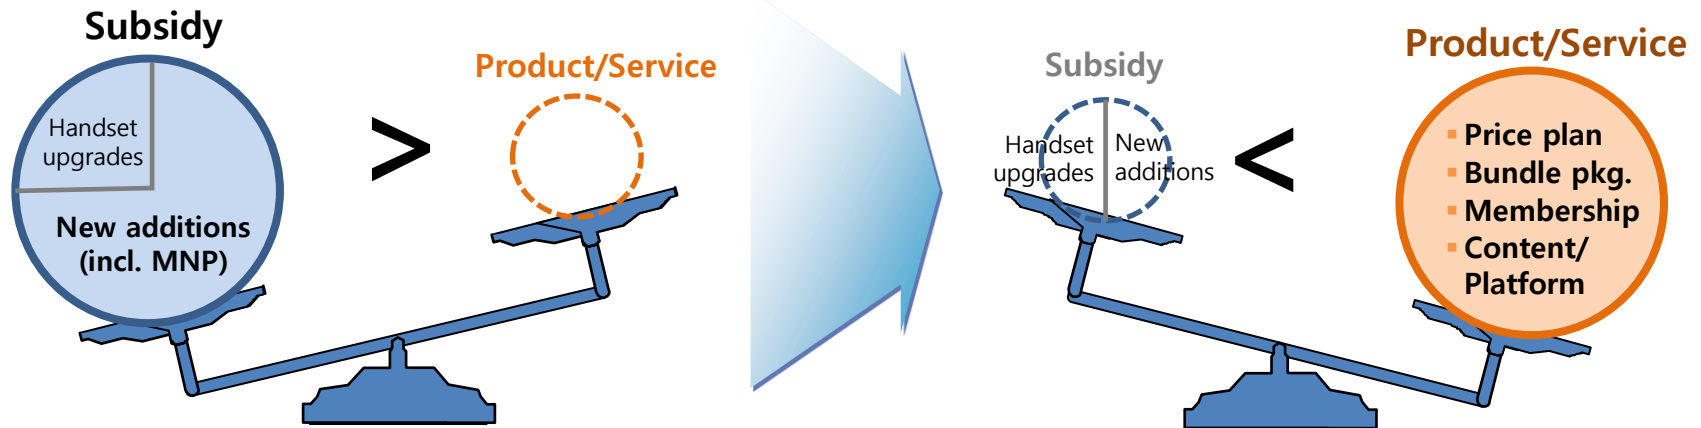 Subsidy
Handset
upgrades
New additions
(incl. MNP)
>
Product/Service
Subsidy
Handset
upgrades
New
additions
<
Product/Service
▪ Price plan
▪ Bundle pkg.
▪ Membership
▪ Content/
Platform